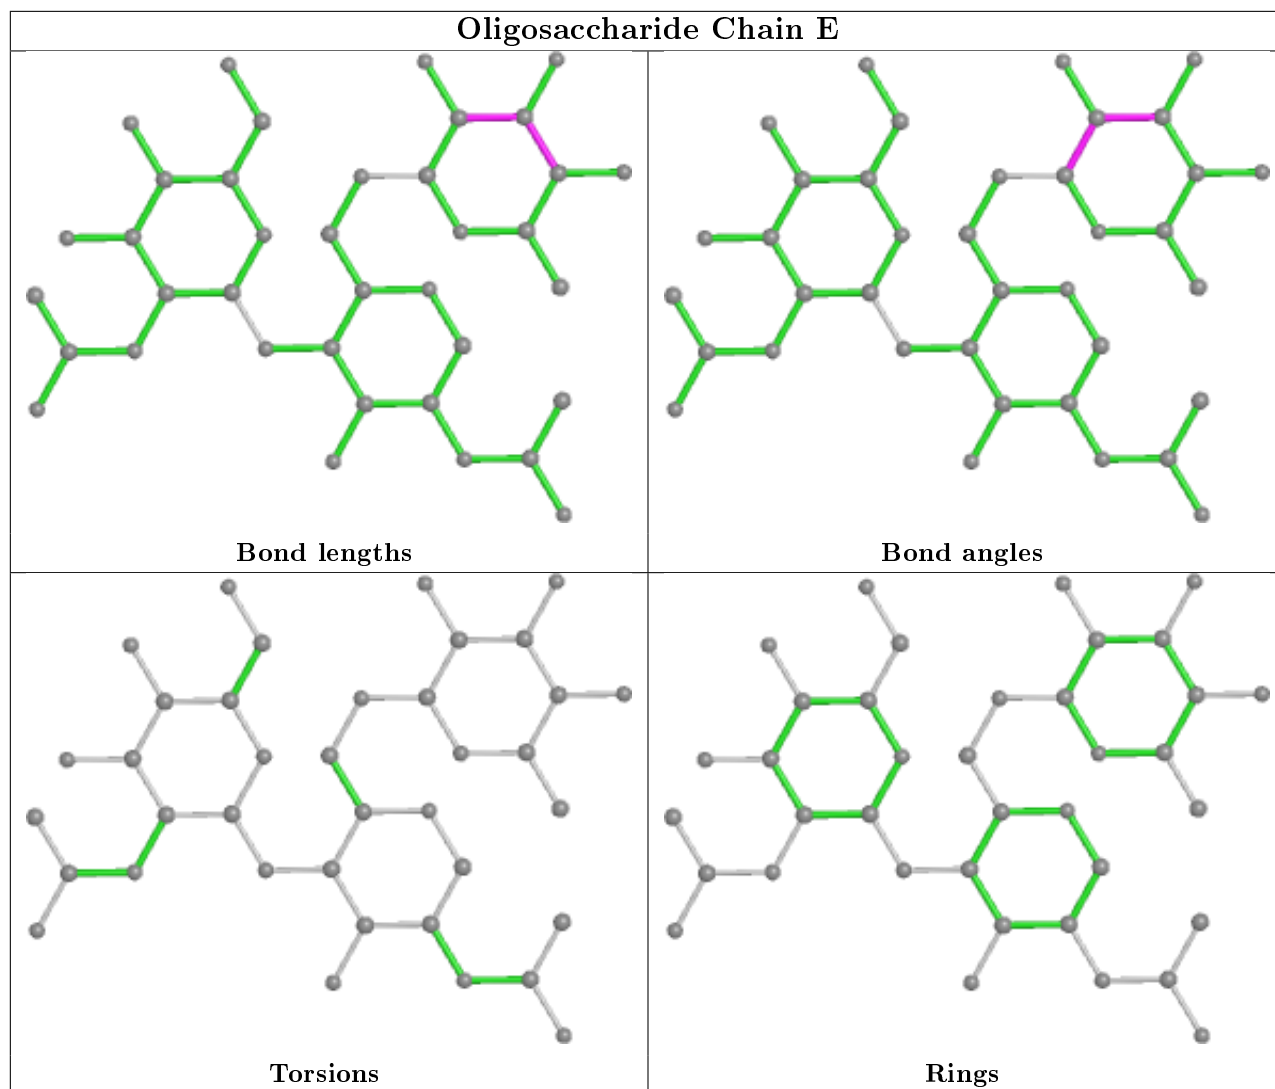 Oligosaccharide Chain E
Bond lengths
Bond angles
Torsions
Rings